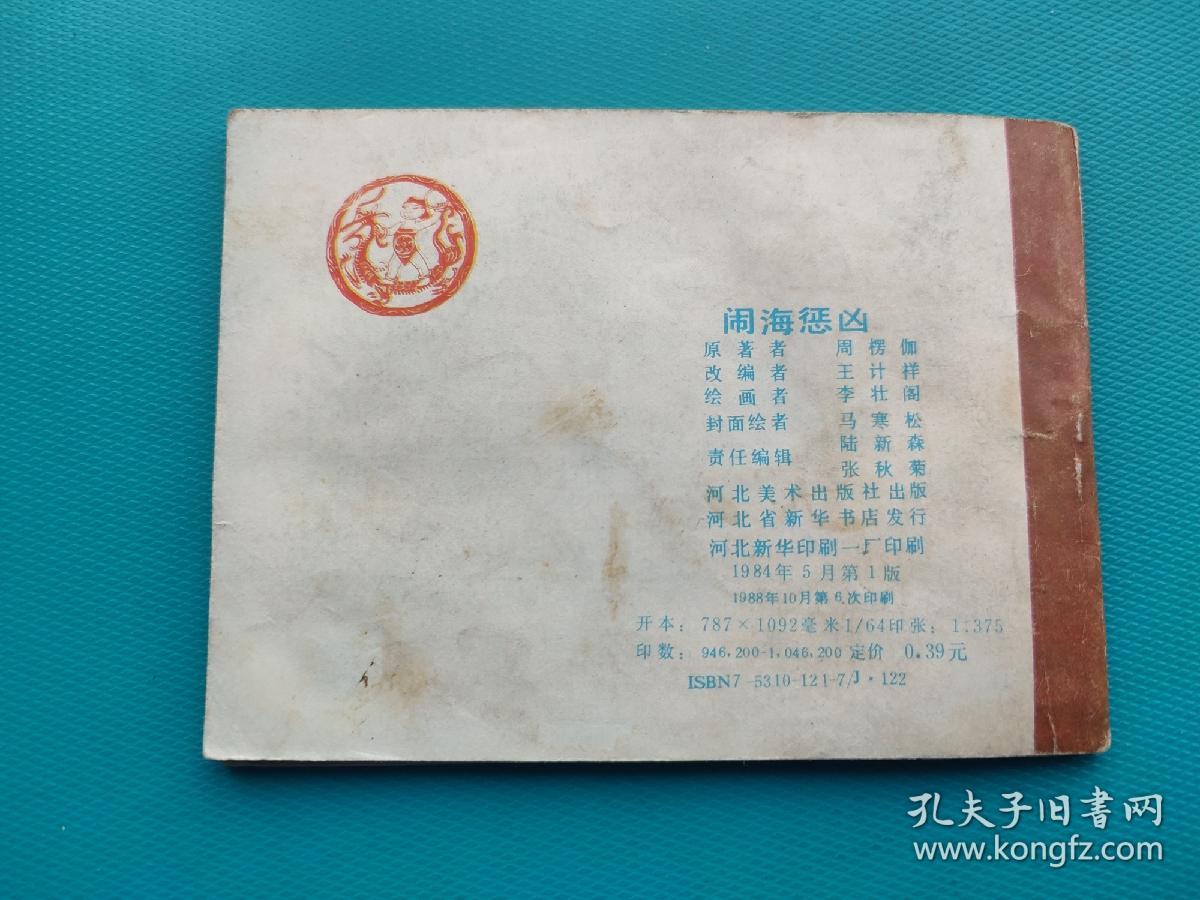 闹海惩凶
原著者 周楞伽
改编者 王计祥
绘画者 李壮阁
封面绘者 马寒松
责任编辑 陆新森
张秋菊
河北美术出版社出版
河北省新华书店发行
河北新华印刷一厂印刷
1984年5月第1版
1988年10月第6次印刷
开本：787×1092毫米1/64印张：1.375
印数：946,200-1,046,200 定价 0.39元
ISBN7-5310-121-7/J·122
孔夫子旧书网
www.kongfz.com